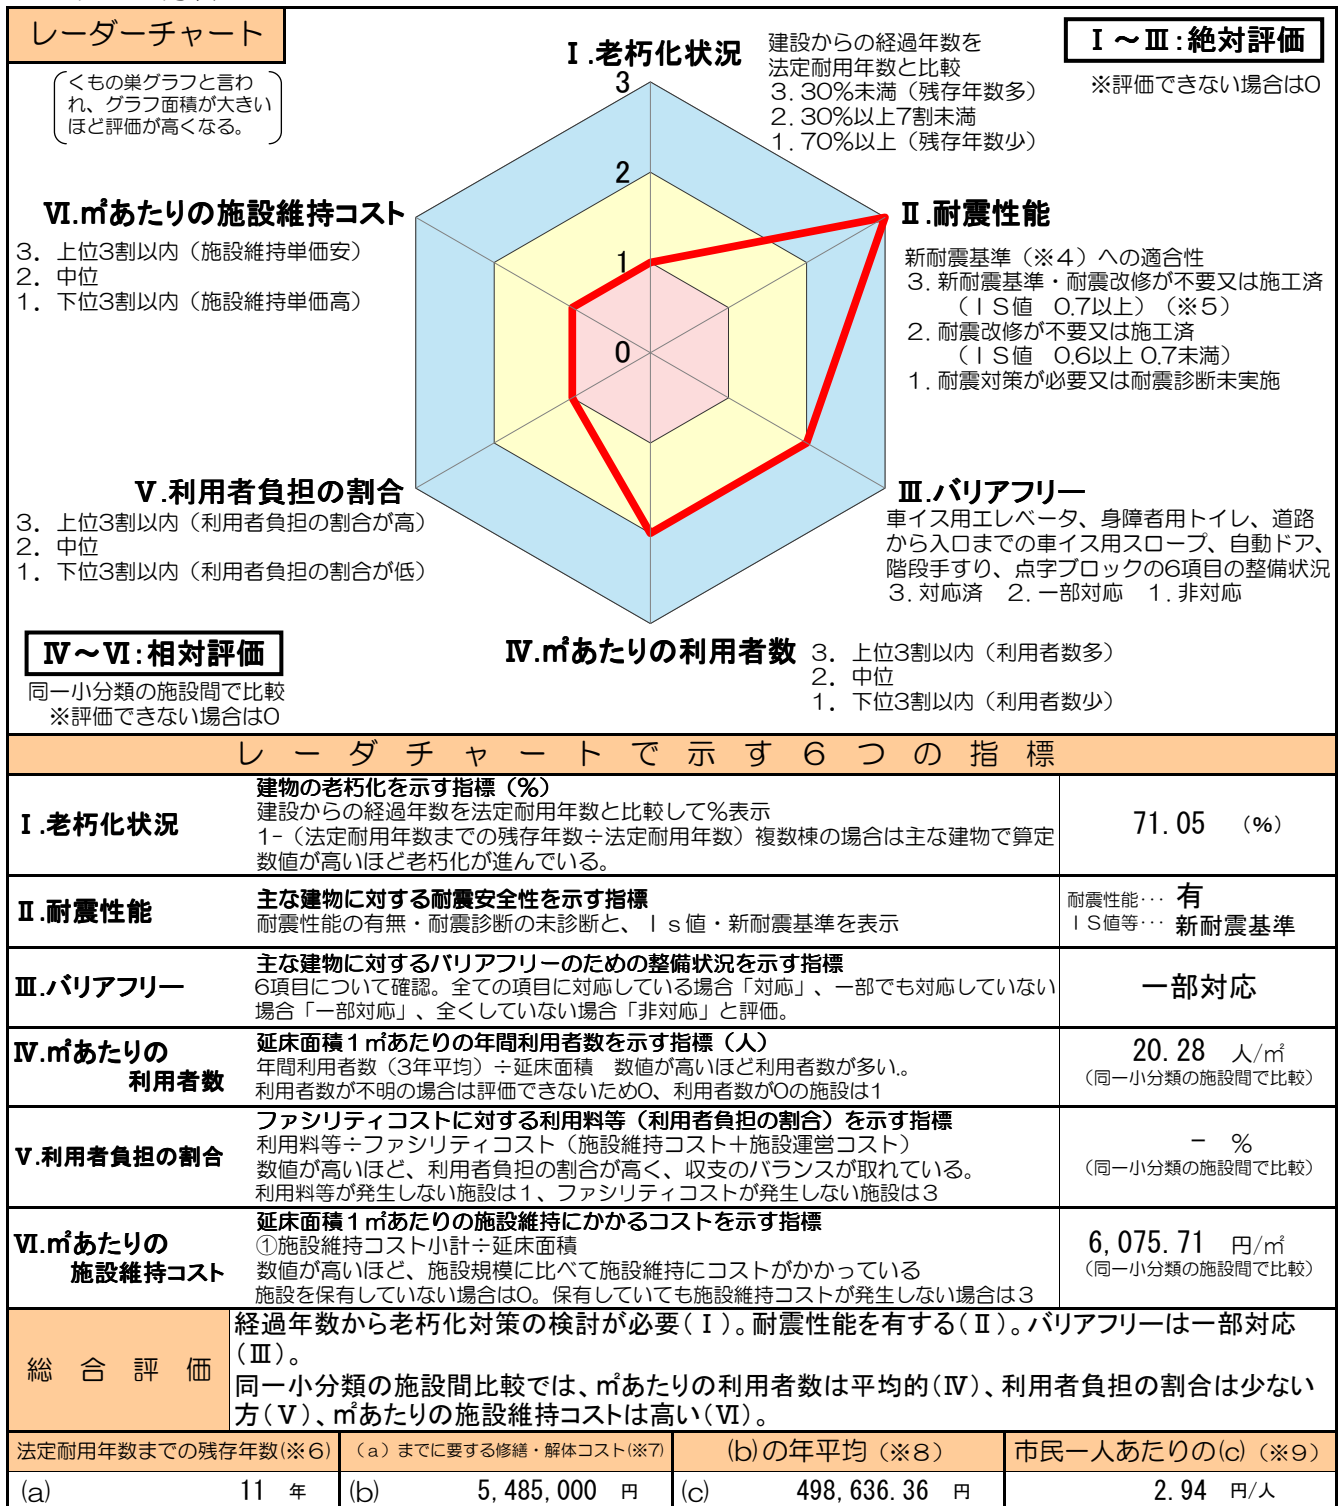 レーダーチャート
くもの巣グラフと言わ
れ、グラフ面積が大きい
ほど評価が高くなる。
Ⅰ.老朽化状況
建設からの経過年数を
法定耐用年数と比較
3.30%未満（残存年数多）
2.30%以上7割未満
1.70%以上（残存年数少）
Ⅰ～Ⅲ:絶対評価
※評価できない場合は0
3
2
1
0
Ⅵ.㎡あたりの施設維持コスト
3. 上位3割以内（施設維持単価安）
2. 中位
1. 下位3割以内（施設維持単価高）
Ⅱ.耐震性能
新耐震基準（※4）への適合性
3.新耐震基準・耐震改修が不要又は施工済
（ＩＳ値 0.7以上）（※5）
2.耐震改修が不要又は施工済
（ＩＳ値 0.6以上 0.7未満）
1.耐震対策が必要又は耐震診断未実施
Ⅴ.利用者負担の割合
3. 上位3割以内（利用者負担の割合が高）
2. 中位
1. 下位3割以内（利用者負担の割合が低）
Ⅲ.バリアフリー
車イス用エレベータ、身障者用トイレ、道路
から入口までの車イス用スロープ、自動ドア、
階段手すり、点字ブロックの6項目の整備状況
3.対応済 2.一部対応 1.非対応
Ⅳ～Ⅵ:相対評価
同一小分類の施設間で比較
※評価できない場合は0
Ⅳ.㎡あたりの利用者数
3. 上位3割以内（利用者数多）
2. 中位
1. 下位3割以内（利用者数少）
レーダチャートで示す6つの指標
Ⅰ.老朽化状況
建物の老朽化を示す指標（％）
建設からの経過年数を法定耐用年数と比較して％表示
1-（法定耐用年数までの残存年数÷法定耐用年数）複数棟の場合は主な建物で算定
数値が高いほど老朽化が進んでいる。
71.05 （%）
Ⅱ.耐震性能
主な建物に対する耐震安全性を示す指標
耐震性能の有無・耐震診断の未診断と、Ｉｓ値・新耐震基準を表示
耐震性能… 有
ＩＳ値等… 新耐震基準
Ⅲ.バリアフリー
主な建物に対するバリアフリーのための整備状況を示す指標
6項目について確認。全ての項目に対応している場合「対応」、一部でも対応していない
場合「一部対応」、全くしていない場合「非対応」と評価。
一部対応
Ⅳ.㎡あたりの
利用者数
延床面積１㎡あたりの年間利用者数を示す指標（人）
年間利用者数（3年平均）÷延床面積 数値が高いほど利用者数が多い。
利用者数が不明の場合は評価できないため0、利用者数が0の施設は1
20.28 人/㎡
（同一小分類の施設間で比較）
Ⅴ.利用者負担の割合
ファシリティコストに対する利用料等（利用者負担の割合）を示す指標
利用料等÷ファシリティコスト（施設維持コスト＋施設運営コスト）
数値が高いほど、利用者負担の割合が高く、収支のバランスが取れている。
利用料等が発生しない施設は１、ファシリティコストが発生しない施設は３
- %
（同一小分類の施設間で比較）
Ⅵ.㎡あたりの
施設維持コスト
延床面積１㎡あたりの施設維持にかかるコストを示す指標
①施設維持コスト小計÷延床面積
数値が高いほど、施設規模に比べて施設維持にコストがかかっている
施設を保有していない場合は0。保有していても施設維持コストが発生しない場合は３
6,075.71 円/㎡
（同一小分類の施設間で比較）
総合評価
経過年数から老朽化対策の検討が必要(Ⅰ)。耐震性能を有する(Ⅱ)。バリアフリーは一部対応
(Ⅲ)。
同一小分類の施設間比較では、㎡あたりの利用者数は平均的(Ⅳ)、利用者負担の割合は少ない
方(Ⅴ)、㎡あたりの施設維持コストは高い(Ⅵ)。
法定耐用年数までの残存年数(※6)
（a）までに要する修繕・解体コスト(※7)
(b)の年平均（※8）
市民一人あたりの(c)（※9）
(a) 11 年
(b) 5,485,000 円
(c) 498,636.36 円
2.94 円/人